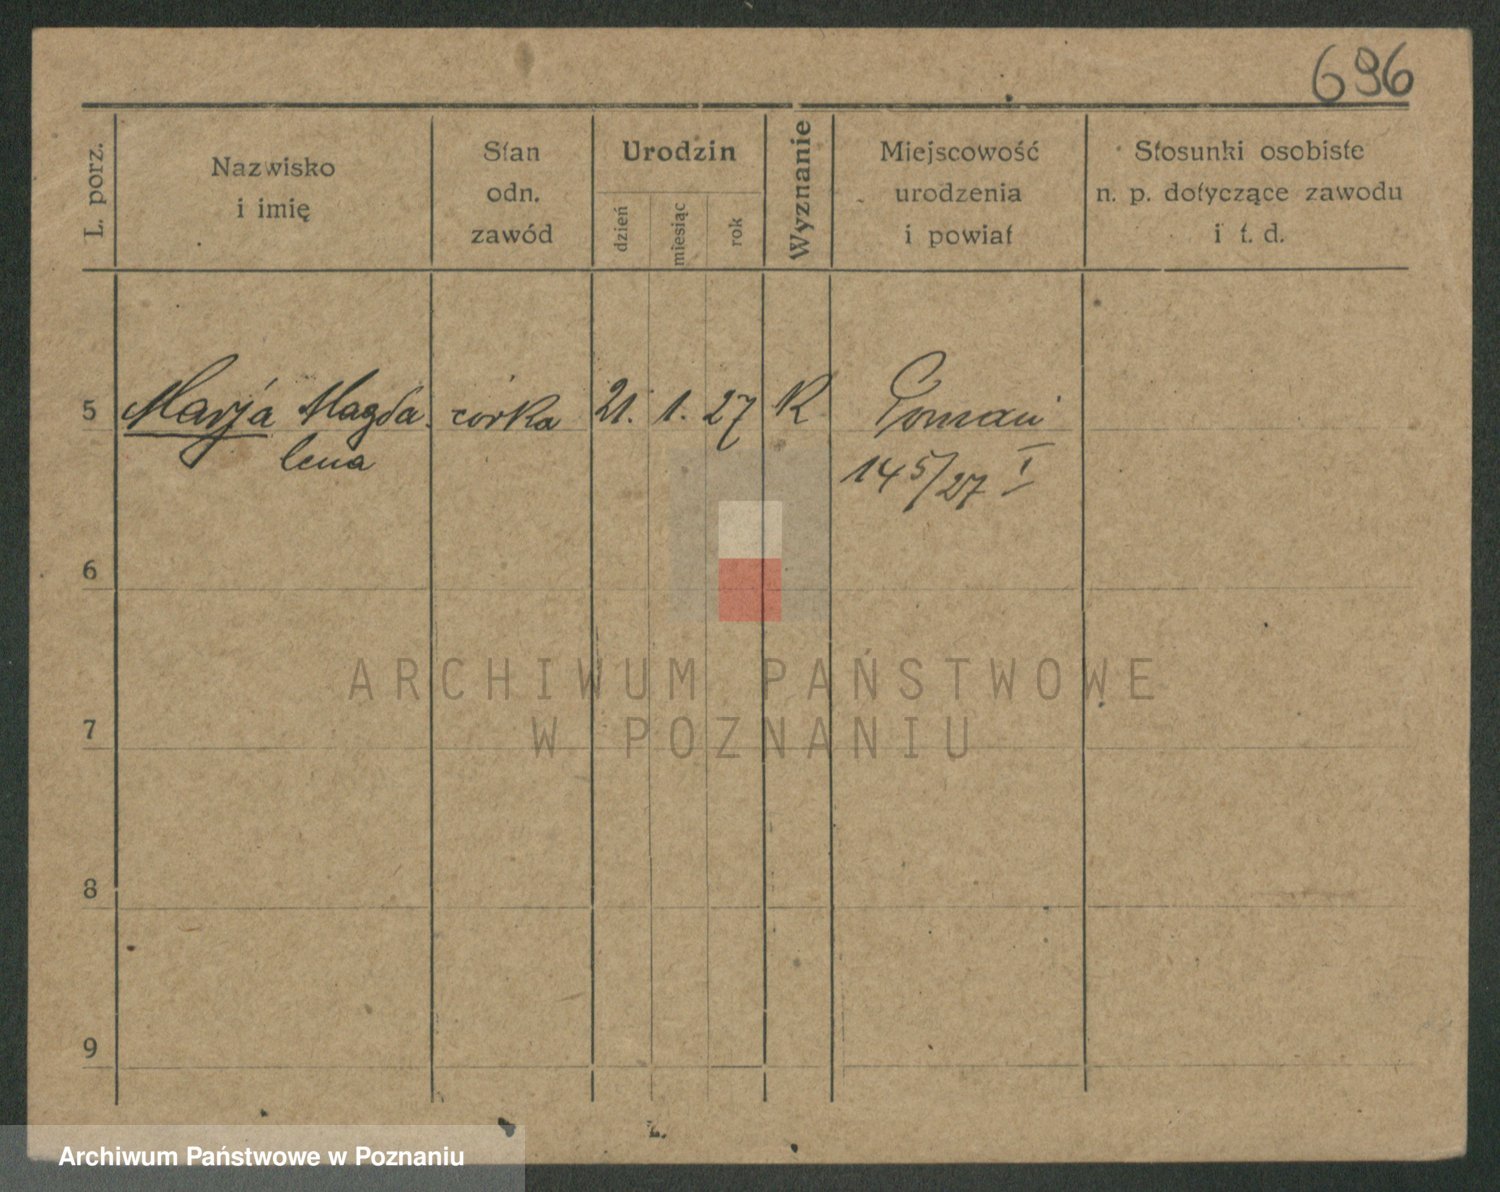 696
L. porz.
Nazwisko
i imię
Stan
odn.
zawód
Urodzin
dzień
miesiąc
rok
Wyznanie
Miejscowość
urodzenia
i powiat
Stosunki osobiste
n. p. dotyczące zawodu
i t. d.
5 Marja Magda- córka 21. 1. 27 K Poznań
lena 145/27 I
6
7
8
9
ARCHIWUM PAŃSTWOWE
W POZNANIU
Archiwum Państwowe w Poznaniu